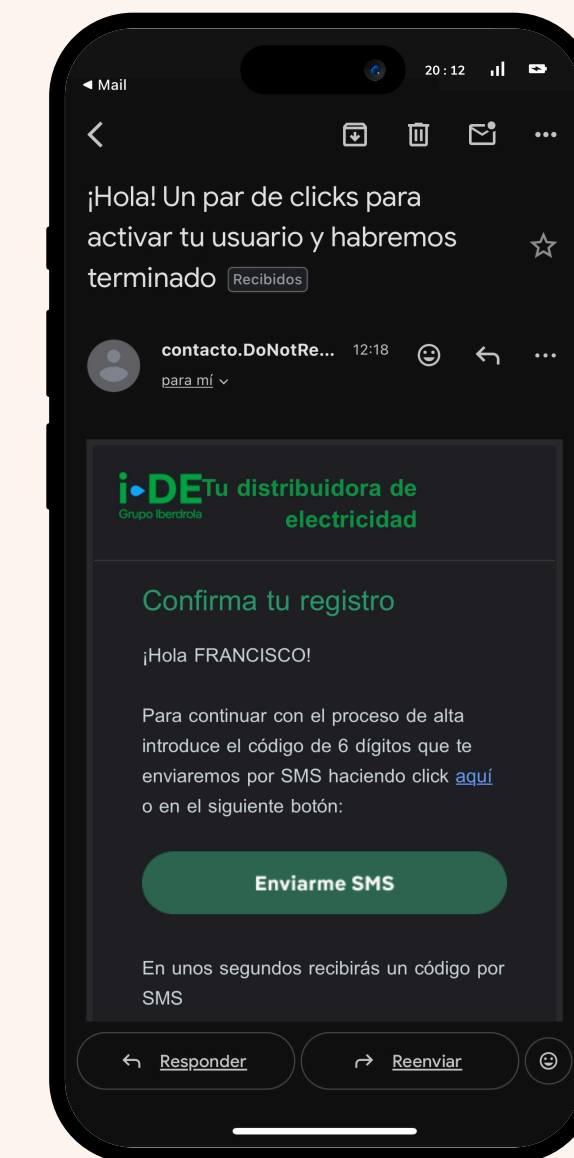 ◀ Mail
20:12
¡Hola! Un par de clicks para
activar tu usuario y habremos
terminado Recibidos
contacto.DoNotRe... 12:18
para mí
i-DE Tu distribuidora de
Grupo Iberdrola electricidad
Confirma tu registro
¡Hola FRANCISCO!
Para continuar con el proceso de alta
introduce el código de 6 dígitos que te
enviaremos por SMS haciendo click aquí
o en el siguiente botón:
Enviarme SMS
En unos segundos recibirás un código por
SMS
Responder Reenviar